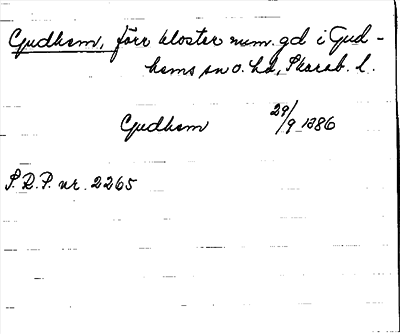 Gudhem, förr kloster num. gd i Gud-
hems sn o. hd, Skarab. l.
Gudhem 29/9 1386
S.R.P. nr. 2265